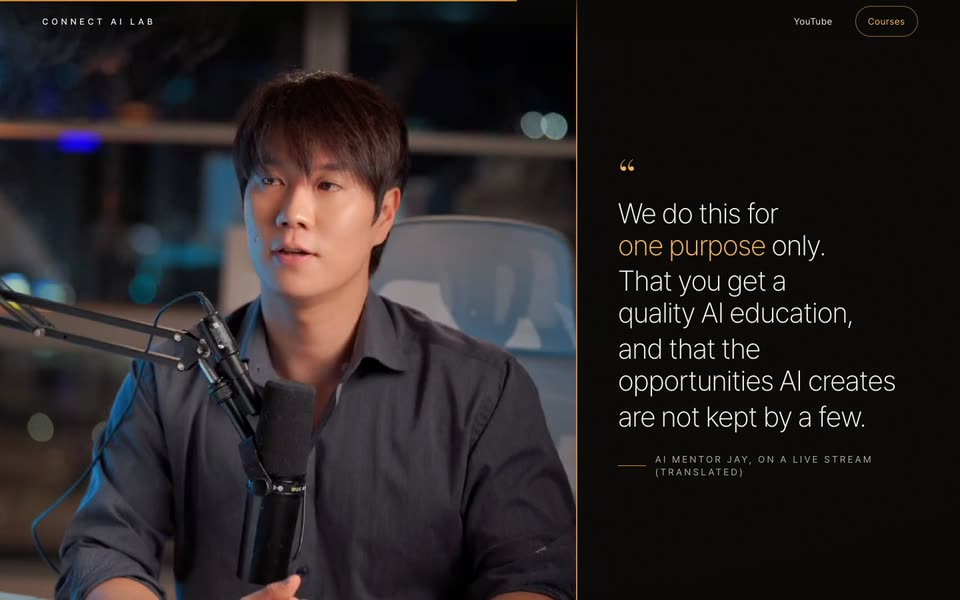 CONNECT AI LAB
YouTube
Courses
“
We do this for
one purpose only.
That you get a
quality AI education,
and that the
opportunities AI creates
are not kept by a few.
AI MENTOR JAY, ON A LIVE STREAM
(TRANSLATED)